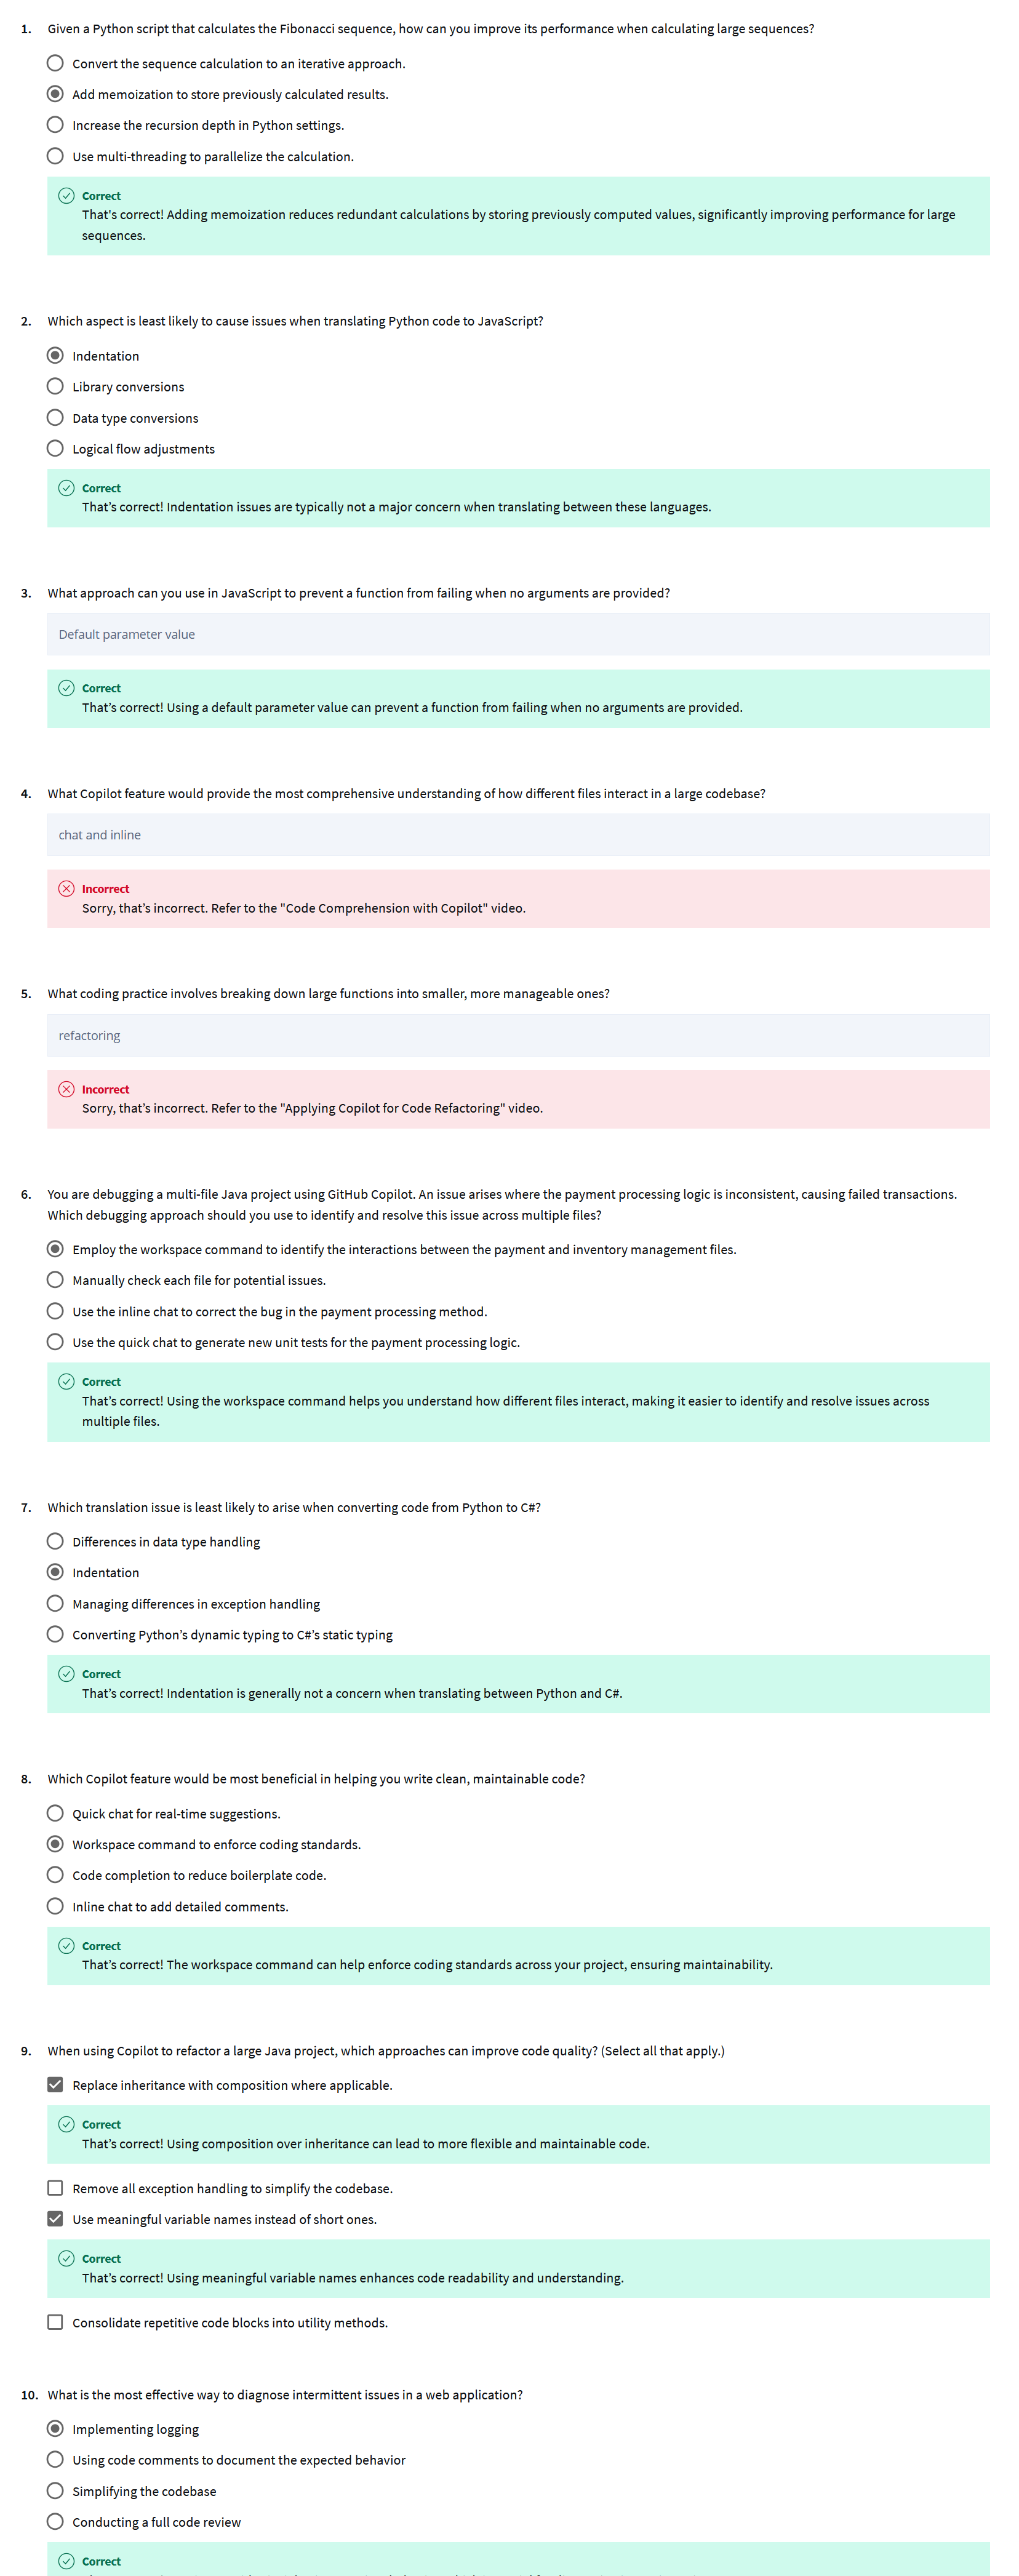 1. Given a Python script that calculates the Fibonacci sequence, how can you improve its performance when calculating large sequences?
Convert the sequence calculation to an iterative approach.
Add memoization to store previously calculated results.
Increase the recursion depth in Python settings.
Use multi-threading to parallelize the calculation.
Correct
That's correct! Adding memoization reduces redundant calculations by storing previously computed values, significantly improving performance for large
sequences.
2. Which aspect is least likely to cause issues when translating Python code to JavaScript?
Indentation
Library conversions
Data type conversions
Logical flow adjustments
Correct
That’s correct! Indentation issues are typically not a major concern when translating between these languages.
3. What approach can you use in JavaScript to prevent a function from failing when no arguments are provided?
Default parameter value
Correct
That’s correct! Using a default parameter value can prevent a function from failing when no arguments are provided.
4. What Copilot feature would provide the most comprehensive understanding of how different files interact in a large codebase?
chat and inline
Incorrect
Sorry, that’s incorrect. Refer to the "Code Comprehension with Copilot" video.
5. What coding practice involves breaking down large functions into smaller, more manageable ones?
refactoring
Incorrect
Sorry, that’s incorrect. Refer to the "Applying Copilot for Code Refactoring" video.
6. You are debugging a multi-file Java project using GitHub Copilot. An issue arises where the payment processing logic is inconsistent, causing failed transactions.
Which debugging approach should you use to identify and resolve this issue across multiple files?
Employ the workspace command to identify the interactions between the payment and inventory management files.
Manually check each file for potential issues.
Use the inline chat to correct the bug in the payment processing method.
Use the quick chat to generate new unit tests for the payment processing logic.
Correct
That’s correct! Using the workspace command helps you understand how different files interact, making it easier to identify and resolve issues across
multiple files.
7. Which translation issue is least likely to arise when converting code from Python to C#?
Differences in data type handling
Indentation
Managing differences in exception handling
Converting Python’s dynamic typing to C#’s static typing
Correct
That’s correct! Indentation is generally not a concern when translating between Python and C#.
8. Which Copilot feature would be most beneficial in helping you write clean, maintainable code?
Quick chat for real-time suggestions.
Workspace command to enforce coding standards.
Code completion to reduce boilerplate code.
Inline chat to add detailed comments.
Correct
That’s correct! The workspace command can help enforce coding standards across your project, ensuring maintainability.
9. When using Copilot to refactor a large Java project, which approaches can improve code quality? (Select all that apply.)
Replace inheritance with composition where applicable.
Correct
That’s correct! Using composition over inheritance can lead to more flexible and maintainable code.
Remove all exception handling to simplify the codebase.
Use meaningful variable names instead of short ones.
Correct
That’s correct! Using meaningful variable names enhances code readability and understanding.
Consolidate repetitive code blocks into utility methods.
10. What is the most effective way to diagnose intermittent issues in a web application?
Implementing logging
Using code comments to document the expected behavior
Simplifying the codebase
Conducting a full code review
Correct